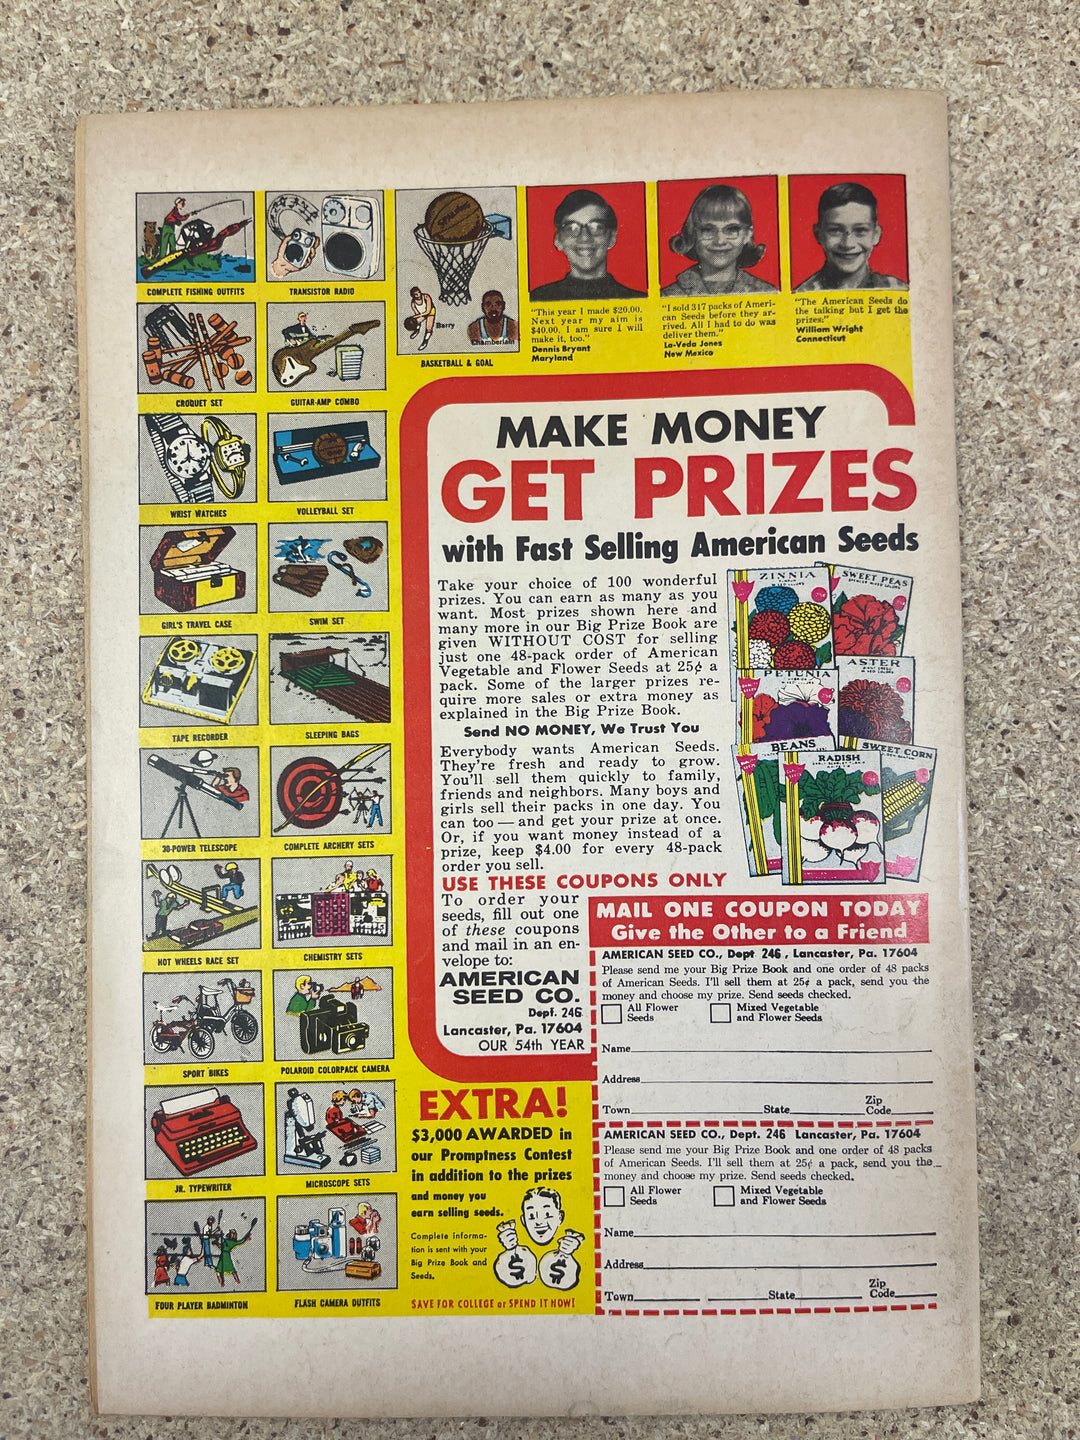 COMPLETE FISHING OUTFITS
TRANSISTOR RADIO
SPALDING
Barry
Chamberlain
BASKETBALL & GOAL
"This year I made $20.00.
Next year my aim is
$40.00. I am sure I will
make it, too."
Dennis Bryant
Maryland
"I sold 317 packs of Ameri-
can Seeds before they ar-
rived. All I had to do was
deliver them."
La-Veda Jones
New Mexico
"The American Seeds do
the talking but I get the
prizes."
William Wright
Connecticut
CROQUET SET
GUITAR-AMP COMBO
WRIST WATCHES
VOLLEYBALL SET
GIRL'S TRAVEL CASE
SWIM SET
TAPE RECORDER
SLEEPING BAGS
30-POWER TELESCOPE
COMPLETE ARCHERY SETS
HOT WHEELS RACE SET
CHEMISTRY SETS
SPORT BIKES
POLAROID COLORPACK CAMERA
JR. TYPEWRITER
MICROSCOPE SETS
FOUR PLAYER BADMINTON
FLASH CAMERA OUTFITS
MAKE MONEY
GET PRIZES
with Fast Selling American Seeds
Take your choice of 100 wonderful
prizes. You can earn as many as you
want. Most prizes shown here and
many more in our Big Prize Book are
given WITHOUT COST for selling
just one 48-pack order of American
Vegetable and Flower Seeds at 25¢ a
pack. Some of the larger prizes re-
quire more sales or extra money as
explained in the Big Prize Book.
Send NO MONEY, We Trust You
Everybody wants American Seeds.
They're fresh and ready to grow.
You'll sell them quickly to family,
friends and neighbors. Many boys and
girls sell their packs in one day. You
can too — and get your prize at once.
Or, if you want money instead of a
prize, keep $4.00 for every 48-pack
order you sell.
ZINNIA
SWEET PEAS
PETUNIA
ASTER
BEANS
SWEET CORN
RADISH
USE THESE COUPONS ONLY
To order your
seeds, fill out one
of these coupons
and mail in an en-
velope to:
AMERICAN
SEED CO.
Dept. 246
Lancaster, Pa. 17604
OUR 54th YEAR
MAIL ONE COUPON TODAY
Give the Other to a Friend
AMERICAN SEED CO., Dept 246, Lancaster, Pa. 17604
Please send me your Big Prize Book and one order of 48 packs
of American Seeds. I'll sell them at 25¢ a pack, send you the
money and choose my prize. Send seeds checked.
All Flower
Seeds
Mixed Vegetable
and Flower Seeds
Name
Address
Town State Zip
Code
AMERICAN SEED CO., Dept. 246 Lancaster, Pa. 17604
Please send me your Big Prize Book and one order of 48 packs
of American Seeds. I'll sell them at 25¢ a pack, send you the
money and choose my prize. Send seeds checked.
All Flower
Seeds
Mixed Vegetable
and Flower Seeds
Name
Address
Town State Zip
Code
EXTRA!
$3,000 AWARDED in
our Promptness Contest
in addition to the prizes
and money you
earn selling seeds.
Complete informa-
tion is sent with your
Big Prize Book and
Seeds.
$ $
SAVE FOR COLLEGE or SPEND IT NOW!